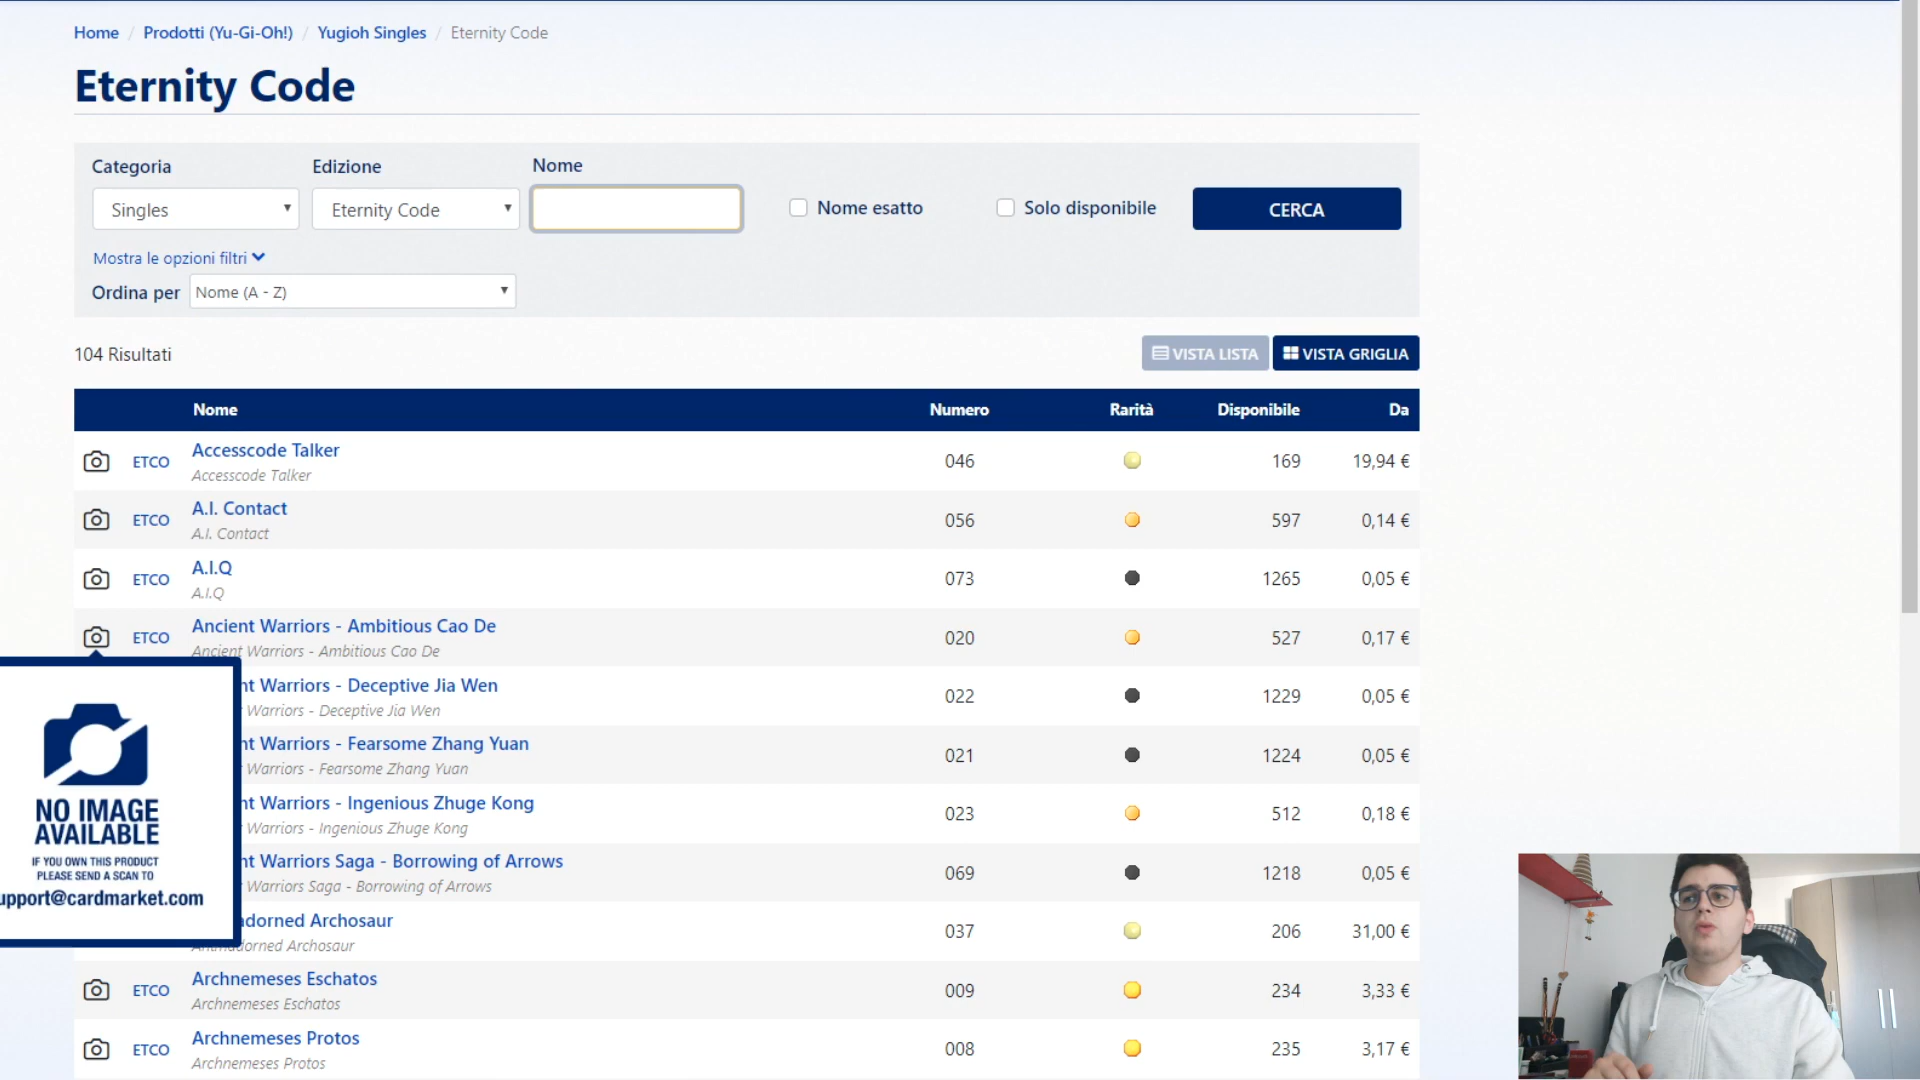 Home / Prodotti (Yu-Gi-Oh!) / Yugioh Singles / Eternity Code
Eternity Code
Categoria Edizione Nome
Singles Eternity Code Nome esatto Solo disponibile CERCA
Mostra le opzioni filtri
Ordina per Nome (A - Z)
104 Risultati VISTA LISTA VISTA GRIGLIA
Nome Numero Rarità Disponibile Da
ETCO Accesscode Talker 046 169 19,94 €
Accesscode Talker
ETCO A.I. Contact 056 597 0,14 €
A.I. Contact
ETCO A.I.Q 073 1265 0,05 €
A.I.Q
ETCO Ancient Warriors - Ambitious Cao De 020 527 0,17 €
Ancient Warriors - Ambitious Cao De
nt Warriors - Deceptive Jia Wen 022 1229 0,05 €
Warriors - Deceptive Jia Wen
nt Warriors - Fearsome Zhang Yuan 021 1224 0,05 €
Warriors - Fearsome Zhang Yuan
nt Warriors - Ingenious Zhuge Kong 023 512 0,18 €
Warriors - Ingenious Zhuge Kong
nt Warriors Saga - Borrowing of Arrows 069 1218 0,05 €
Warriors Saga - Borrowing of Arrows
adorned Archosaur 037 206 31,00 €
Archosaur
NO IMAGE
AVAILABLE
IF YOU OWN THIS PRODUCT
PLEASE SEND A SCAN TO
upport@cardmarket.com
ETCO Archnemeses Eschatos 009 234 3,33 €
Archnemeses Eschatos
ETCO Archnemeses Protos 008 235 3,17 €
Archnemeses Protos